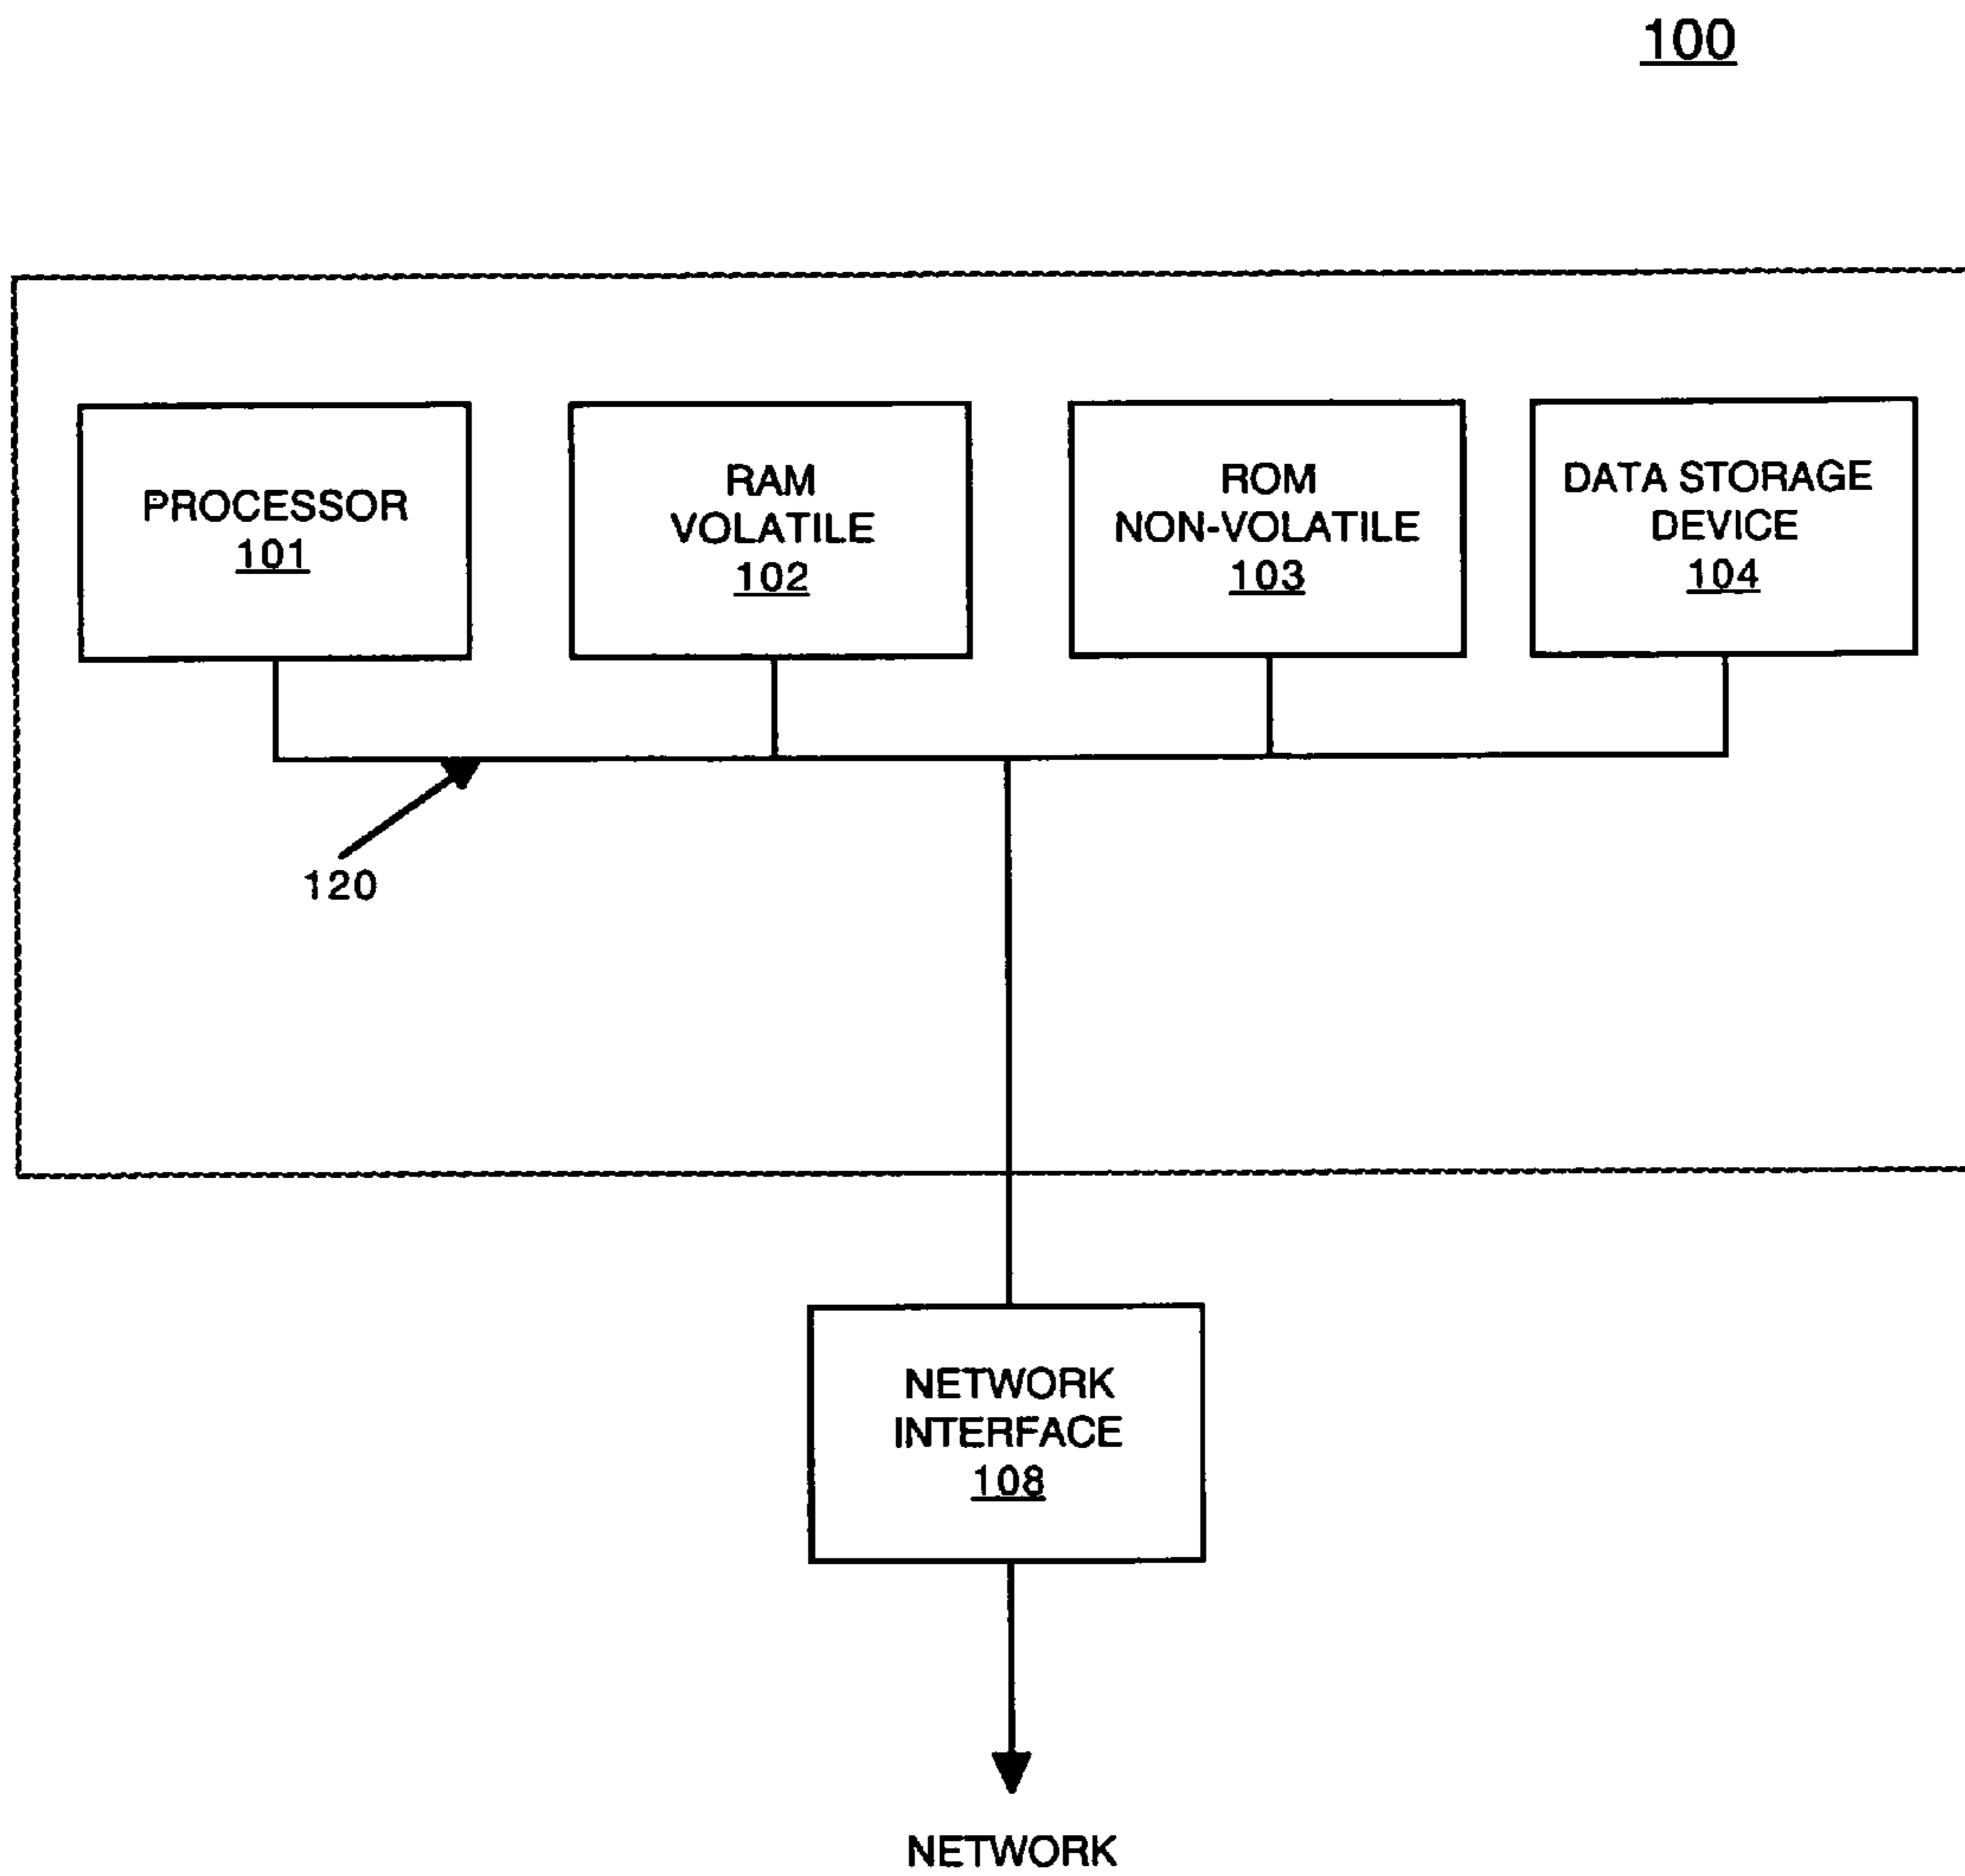 100
PROCESSOR
101
RAM
VOLATILE
102
ROM
NON-VOLATILE
103
DATA STORAGE
DEVICE
104
120
NETWORK
INTERFACE
108
NETWORK